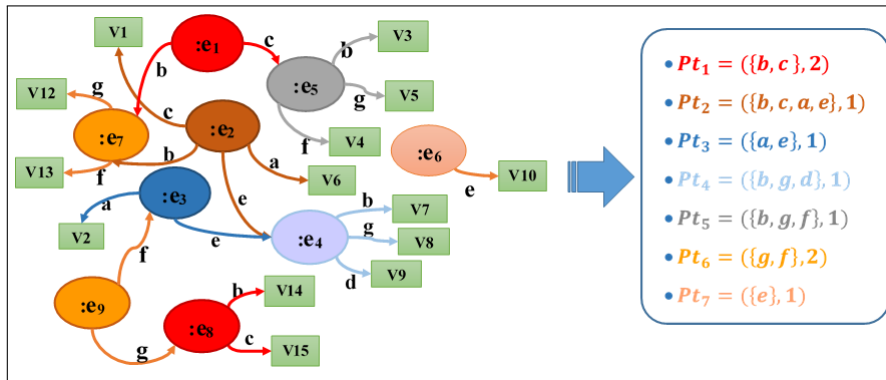 V1
:e1
c
b
V3
b
:e5
g
V5
V12
g
c
:e2
f
V4
:e7
b
a
V6
:e6
e
V10
V13
f
:e3
a
V2
e
e
:e4
b
V7
g
V8
d
V9
f
:e9
g
:e8
b
V14
c
V15
• Pt1 = ({b, c }, 2)
• Pt2 = ({b, c, a, e}, 1)
• Pt3 = ({a, e}, 1)
• Pt4 = ({b, g, d}, 1)
• Pt5 = ({b, g, f}, 1)
• Pt6 = ({g, f}, 2)
• Pt7 = ({e}, 1)